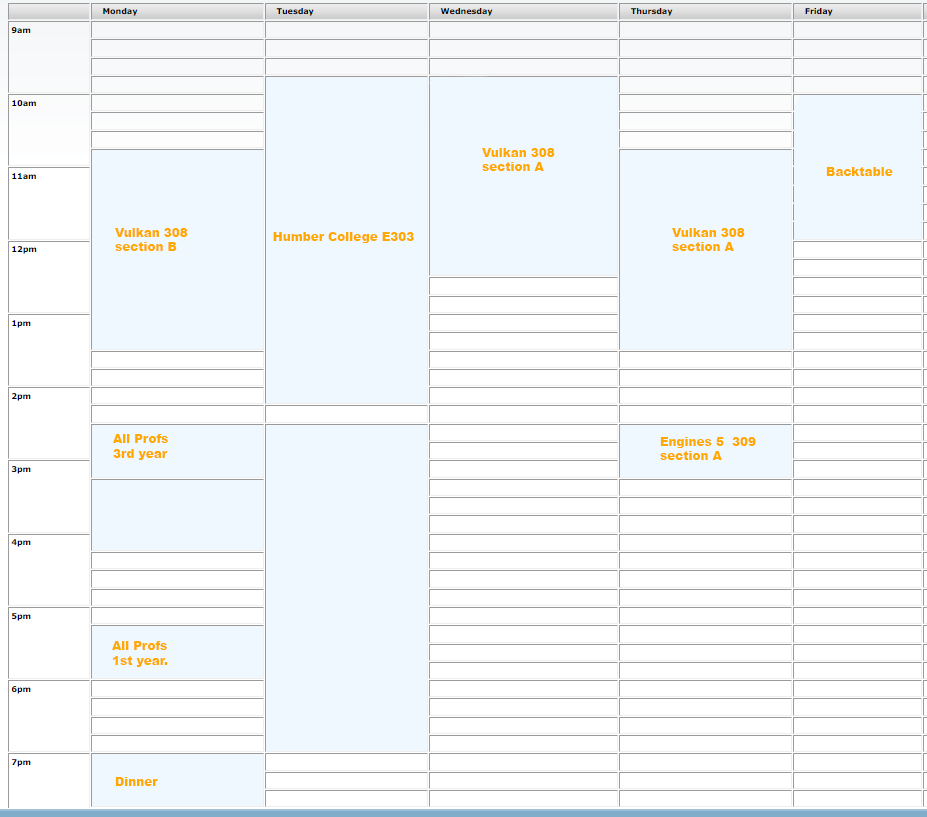 Monday
Tuesday
Wednesday
Thursday
Friday
9am
10am
11am
12pm
1pm
2pm
3pm
4pm
5pm
6pm
7pm
Vulkan 308
section B
All Profs
3rd year
All Profs
1st year.
Dinner
Humber College E303
Vulkan 308
section A
Vulkan 308
section A
Engines 5  309
section A
Backtable